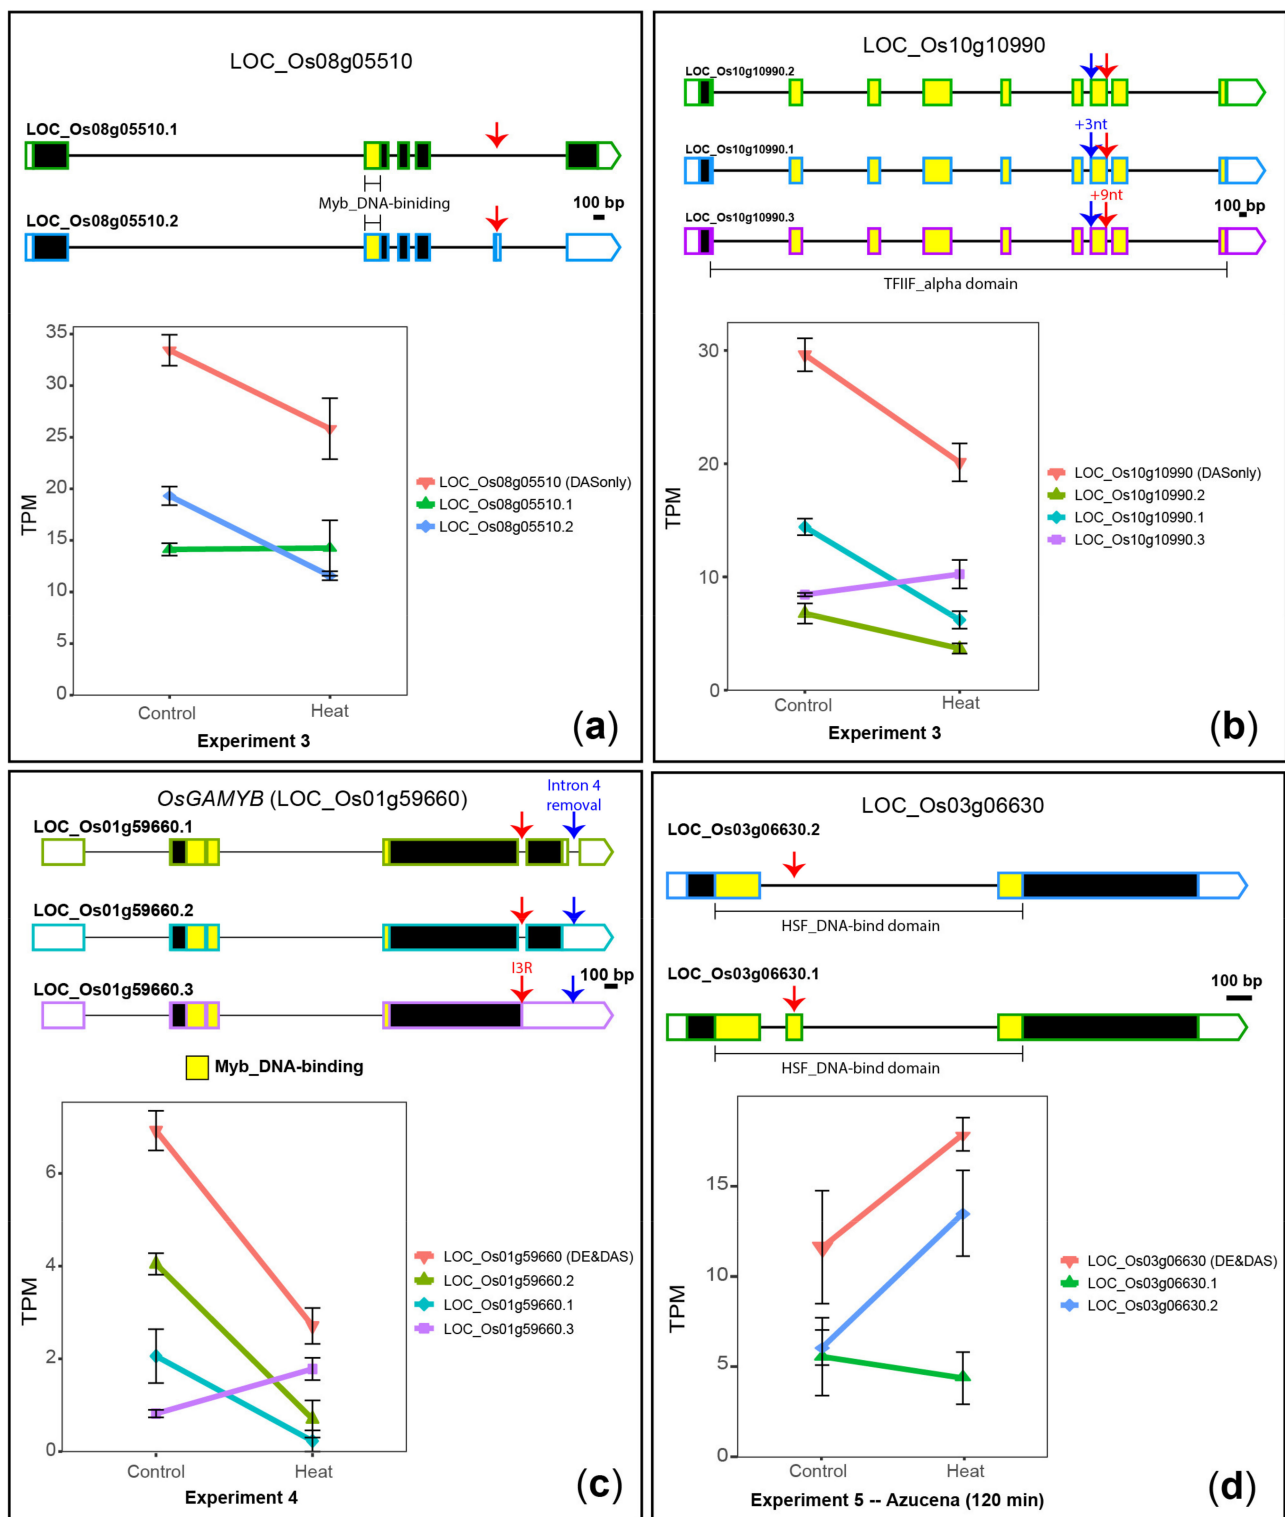 LOC_Os08g05510
LOC_Os08g05510.1
Myb_DNA-bining
100 bp
LOC_Os08g05510.2
35
30
25
20
15
10
5
0
TPM
LOC_Os08g05510 (DASonly)
LOC_Os08g05510.1
LOC_Os08g05510.2
Control
Heat
Experiment 3
(a)
LOC_Os10g10990
LOC_Os10g10990.2
+3nt
LOC_Os10g10990.1
+9nt
LOC_Os10g10990.3
100 bp
TFIIF_alpha domain
30
20
10
0
TPM
LOC_Os10g10990 (DASonly)
LOC_Os10g10990.2
LOC_Os10g10990.1
LOC_Os10g10990.3
Control
Heat
Experiment 3
(b)
OsGAMYB (LOC_Os01g59660)
Intron 4
removal
LOC_Os01g59660.1
LOC_Os01g59660.2
I3R
100 bp
LOC_Os01g59660.3
Myb_DNA-binding
6
4
2
0
TPM
LOC_Os01g59660 (DE&DAS)
LOC_Os01g59660.2
LOC_Os01g59660.1
LOC_Os01g59660.3
Control
Heat
Experiment 4
(c)
LOC_Os03g06630
LOC_Os03g06630.2
HSF_DNA-bind domain
LOC_Os03g06630.1
100 bp
HSF_DNA-bind domain
15
10
5
0
TPM
LOC_Os03g06630 (DE&DAS)
LOC_Os03g06630.1
LOC_Os03g06630.2
Control
Heat
Experiment 5 -- Azucena (120 min)
(d)